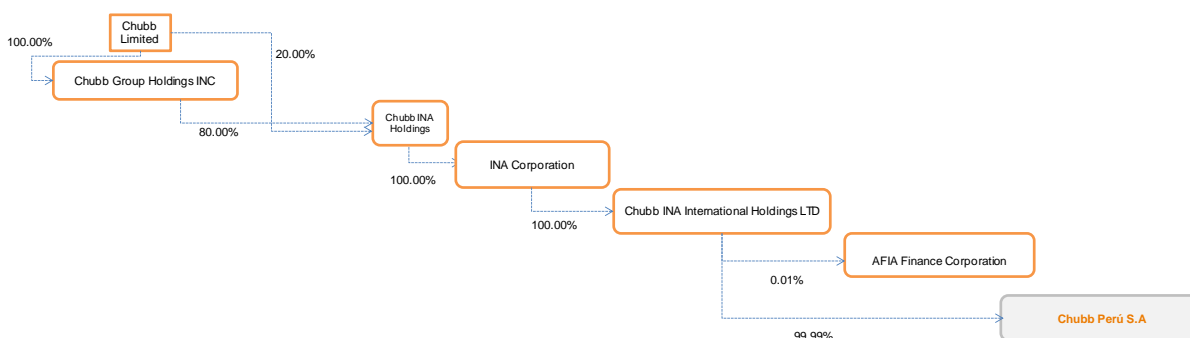 Chubb
Limited
100.00%
20.00%
Chubb Group Holdings INC
Chubb INA
Holdings
80.00%
INA Corporation
100.00%
Chubb INA International Holdings LTD
100.00%
AFIA Finance Corporation
0.01%
Chubb Perú S.A
99.99%